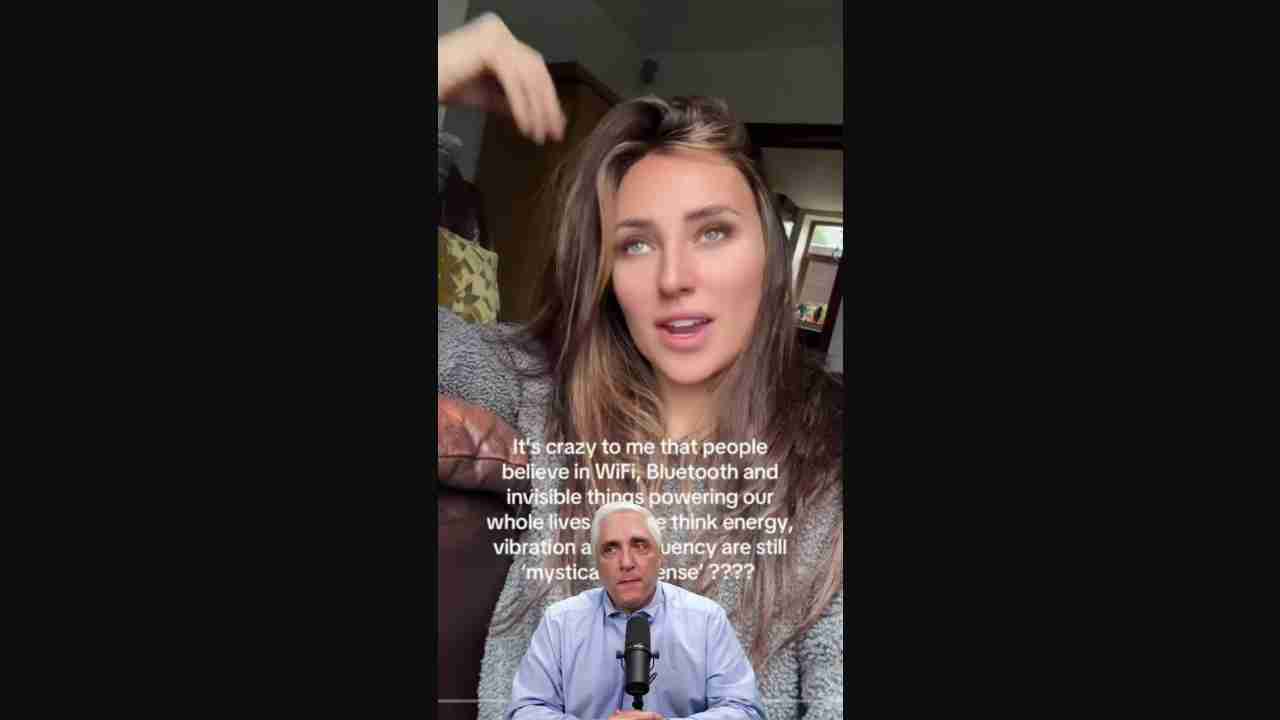 It's crazy to me that people
believe in WiFi, Bluetooth and
invisible things powering our
whole lives think energy,
vibration are still
????